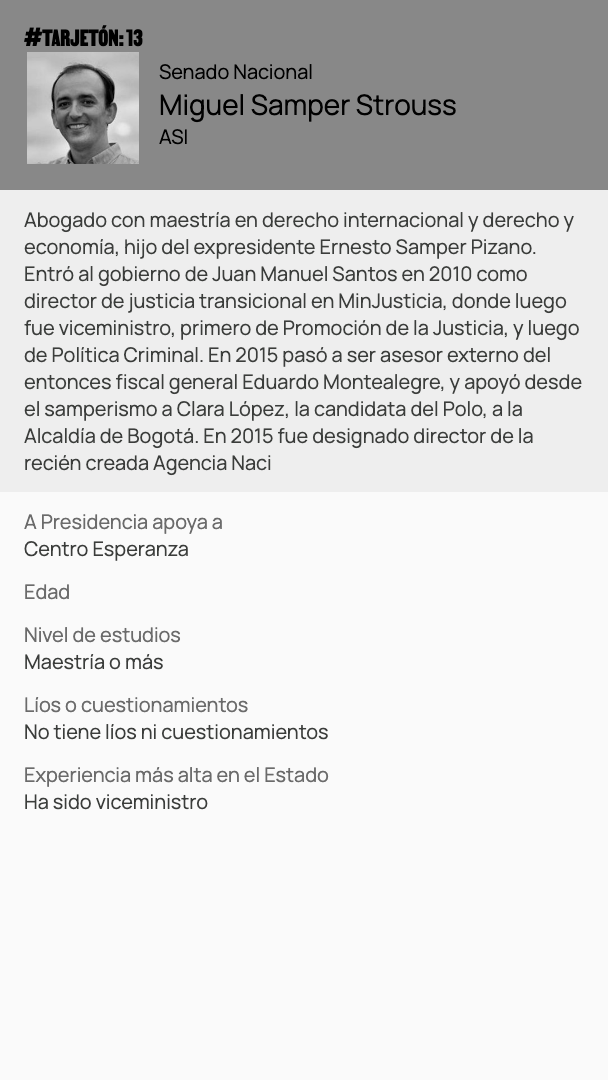 #TARJETÓN: 13
Senado Nacional
Miguel Samper Strouss
ASI
Abogado con maestría en derecho internacional y derecho y
economía, hijo del expresidente Ernesto Samper Pizano.
Entró al gobierno de Juan Manuel Santos en 2010 como
director de justicia transicional en MinJusticia, donde luego
fue viceministro, primero de Promoción de la Justicia, y luego
de Política Criminal. En 2015 pasó a ser asesor externo del
entonces fiscal general Eduardo Montealegre, y apoyó desde
el samperismo a Clara López, la candidata del Polo, a la
Alcaldía de Bogotá. En 2015 fue designado director de la
recién creada Agencia Naci
A Presidencia apoya a
Centro Esperanza
Edad
Nivel de estudios
Maestría o más
Líos o cuestionamientos
No tiene líos ni cuestionamientos
Experiencia más alta en el Estado
Ha sido viceministro